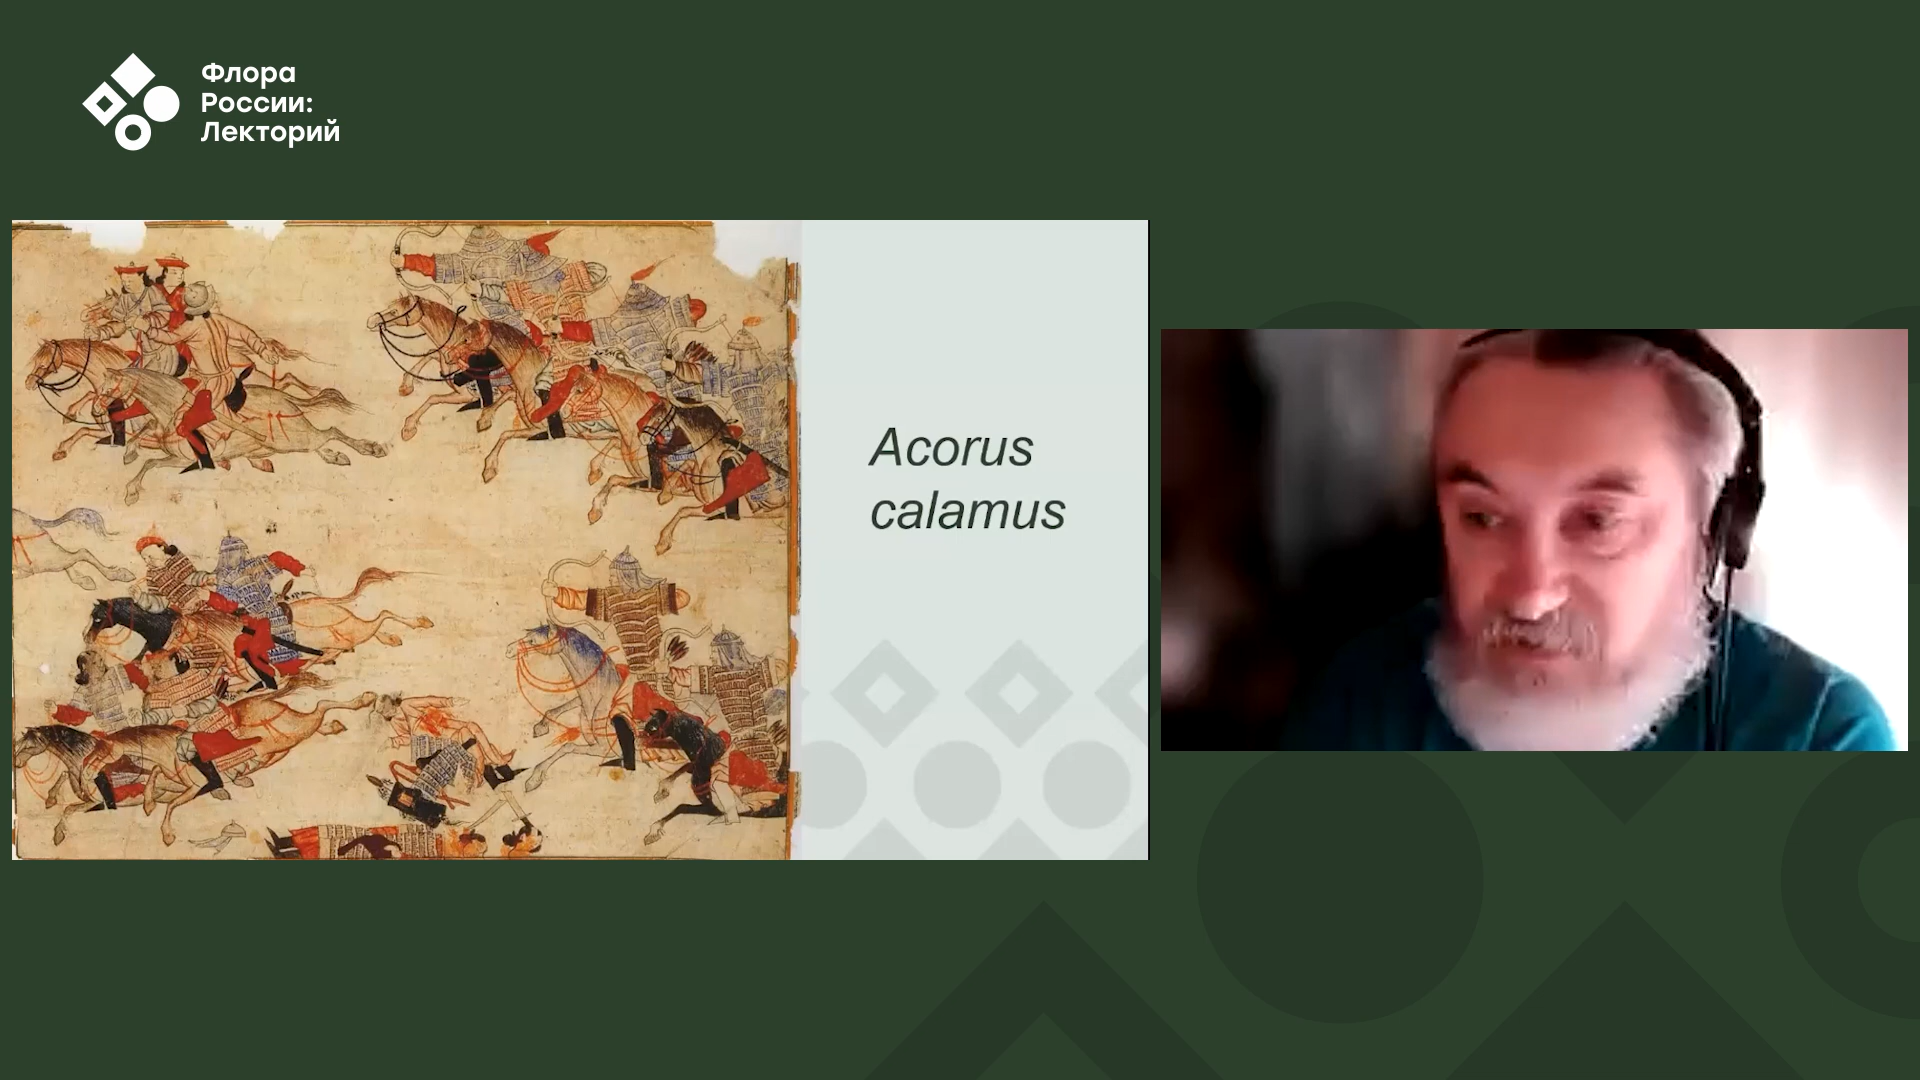 Флора
России:
Лекторий
Acorus
calamus